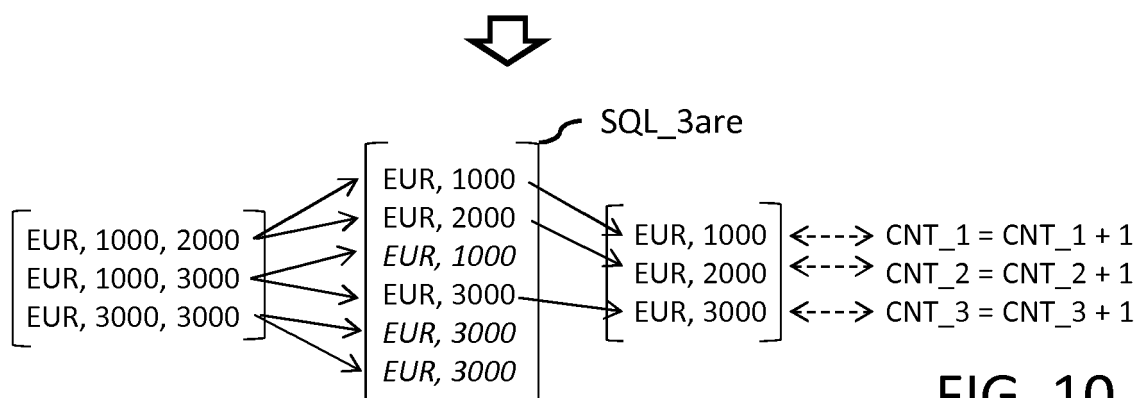 SQL_3are
EUR, 1000, 2000
EUR, 1000, 3000
EUR, 3000, 3000
EUR, 1000
EUR, 2000
EUR, 1000
EUR, 3000
EUR, 3000
EUR, 3000
EUR, 1000
EUR, 2000
EUR, 3000
CNT_1 = CNT_1 + 1
CNT_2 = CNT_2 + 1
CNT_3 = CNT_3 + 1
FIG. 10